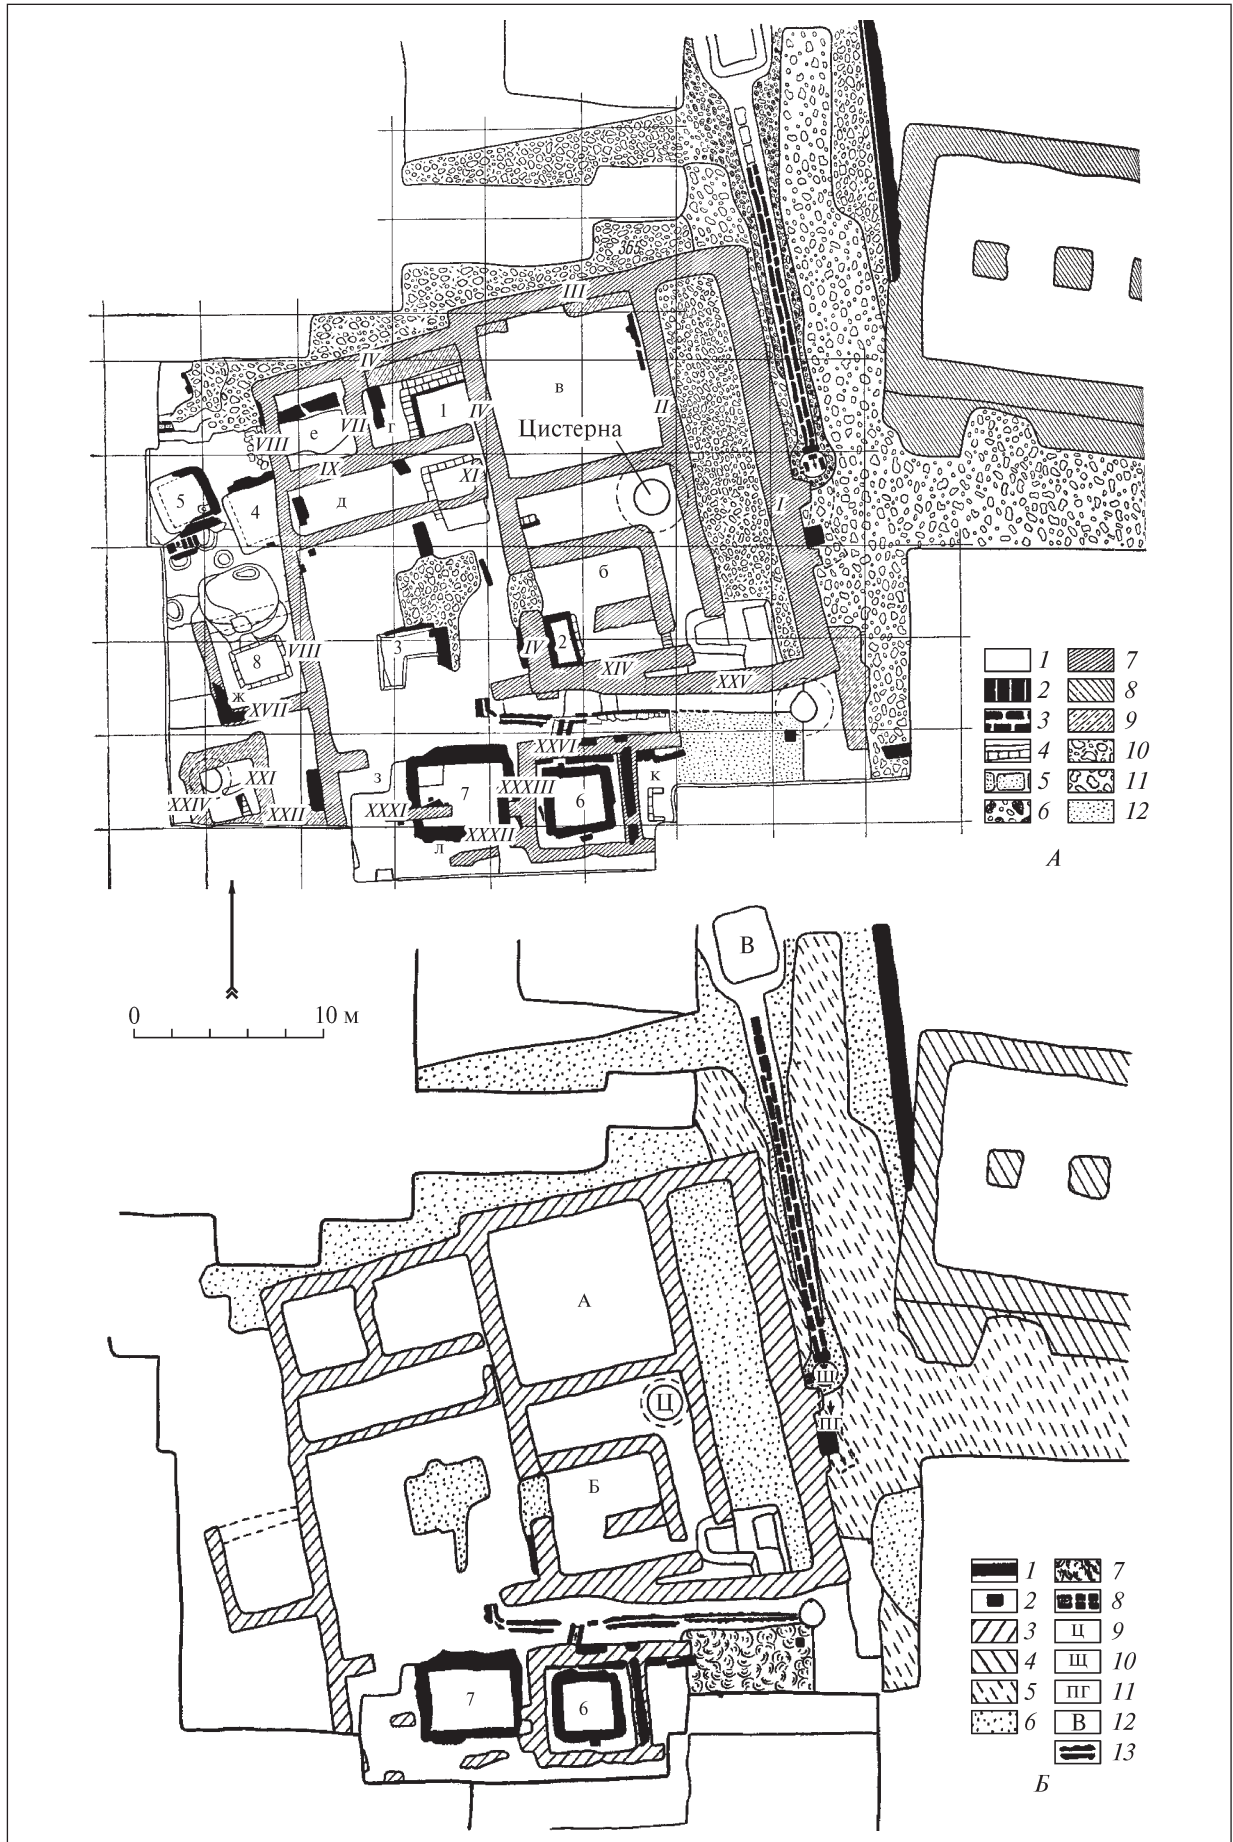 III
IV
в
1
г
е
VII
IV
II
VIII
Цистерна
IX
XI
5
4
д
I
б
3
IV
2
8
VIII
XIV
XXV
ж
XVII
XXVI
з
к
XXI
7
XXXIII
6
XXIV
XXII
XXXI
XXXII
л
1 7
2 8
3 9
4 10
5 11
6 12
А
0 10 м
В
А
Щ
Ц
ПГ
Б
7
6
1 7
2 8
3 Ц 9
4 Щ 10
5 ПГ 11
6 В 12
13
Б